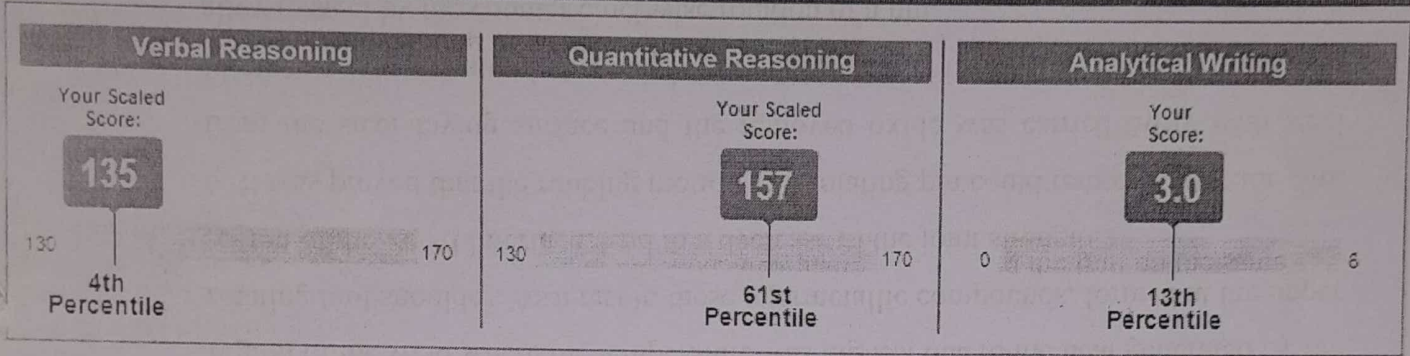 Verbal Reasoning
Your Scaled
Score:
135
130
170
4th
Percentile
Quantitative Reasoning
Your Scaled
Score:
157
130
170
61st
Percentile
Analytical Writing
Your
Score:
3.0
0
6
13th
Percentile